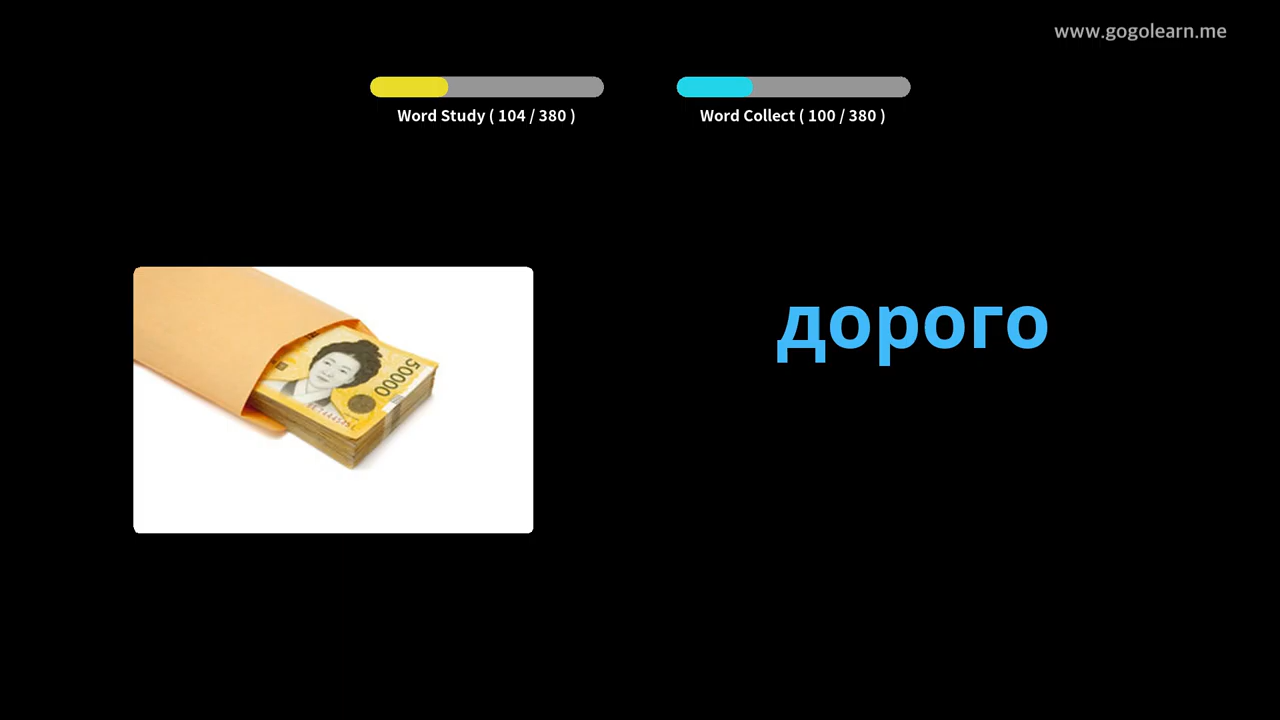 www.gogolearn.me
Word Study ( 104 / 380 )
Word Collect ( 100 / 380 )
дорого
50000